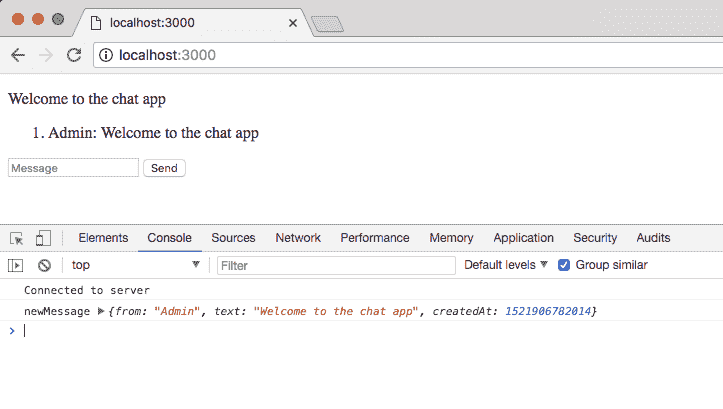 localhost:3000
localhost:3000
Welcome to the chat app
1. Admin: Welcome to the chat app
Message Send
Elements Console Sources Network Performance Memory Application Security Audits
top Filter Default levels Group similar
Connected to server
newMessage {from: "Admin", text: "Welcome to the chat app", createdAt: 1521906782014}